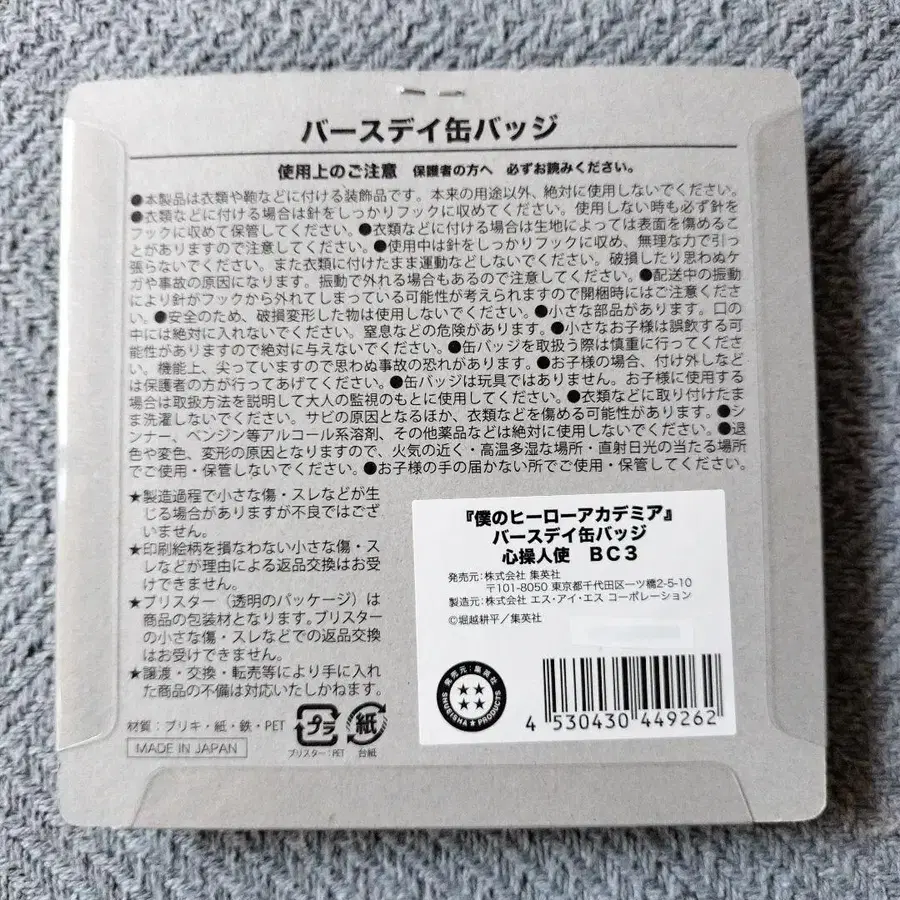 バースデイ缶バッジ
使用上のご注意 保護者の方へ 必ずお読みください。
●本製品は衣類や鞄などに付ける装飾品です。本来の用途以外、絶対に使用しないでください。
●衣類などに付ける場合は針をしっかりフックに収めてください。使用しない時も必ず針を
フックに収めて保管してください。●衣類などに付ける場合は生地によっては表面を傷めるこ
とがありますので注意してください。●使用中は針をしっかりフックに収め、無理な力で引っ
張らないでください。また衣類に付けたまま運動などしないでください。破損したり思わぬケ
ガや事故の原因になります。振動で外れる場合もあるので注意してください。●配送中の振動
により針がフックから外れてしまっている可能性が考えられますので開梱時にはご注意くださ
い。●安全のため、破損変形した物は使用しないでください。●小さな部品があります。口の
中には絶対に入れないでください。窒息などの危険があります。●小さなお子様は誤飲する可
能性がありますので絶対に与えないでください。●缶バッジを取扱う際は慎重に行ってくださ
い。機能上、尖っていますので思わぬ事故の恐れがあります。●お子様の場合、付け外しなど
は保護者の方が行ってあげてください。●缶バッジは玩具ではありません。お子様に使用する
場合は取扱方法を説明して大人の監視のもとに使用してください。●衣類などに取り付けたま
ま洗濯しないでください。サビの原因となるほか、衣類などを傷める可能性があります。●シ
ンナー、ベンジン等アルコール系溶剤、その他薬品などは絶対に使用しないでください。●退
色や変色、変形の原因となりますので、火気の近く・高温多湿な場所・直射日光の当たる場所
でご使用・保管しないでください。●お子様の手の届かない所でご使用・保管してください。
★製造過程で小さな傷・スレなどが生
じる場合がありますが不良ではござ
いません。
★印刷絵柄を損なわない小さな傷・ス
レなどが理由による返品交換はお受
けできません。
★ブリスター（透明のパッケージ）は
商品の包装材となります。ブリスター
の小さな傷・スレなどでの返品交換
はお受けできません。
★譲渡・交換・転売等により手に入れ
た商品の不備は対応いたしかねます。
材質：ブリキ・紙・鉄・PET
MADE IN JAPAN
プラ
ブリスター：PET
紙
台紙
『僕のヒーローアカデミア』
バースデイ缶バッジ
心操人使 BC3
発売元：株式会社 集英社
〒101-8050 東京都千代田区一ツ橋2-5-10
製造元：株式会社 エス・アイ・エス コーポレーション
©堀越耕平／集英社
発売元：集英社
SHUEISHA★PRODUCTS
4 530430 449262